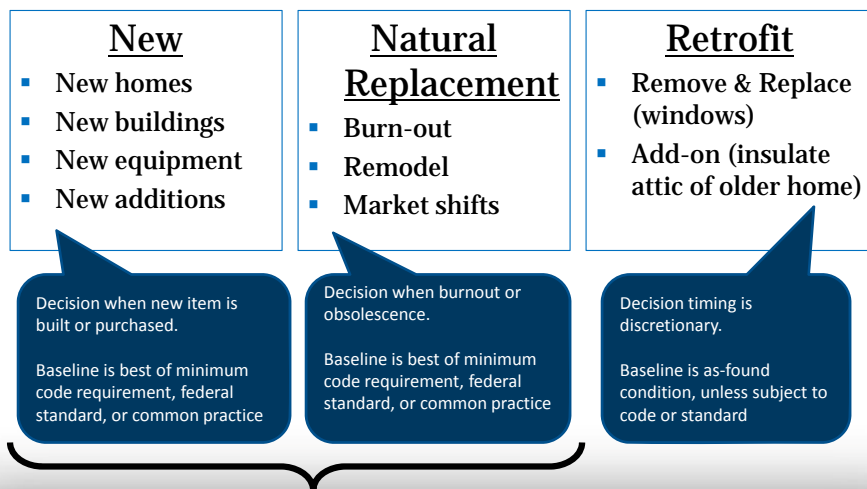 New
▪ New homes
▪ New buildings
▪ New equipment
▪ New additions
Decision when new item is
built or purchased.
Baseline is best of minimum
code requirement, federal
standard, or common practice
Natural
Replacement
▪ Burn-out
▪ Remodel
▪ Market shifts
Decision when burnout or
obsolescence.
Baseline is best of minimum
code requirement, federal
standard, or common practice
Retrofit
▪ Remove & Replace
(windows)
▪ Add-on (insulate
attic of older home)
Decision timing is
discretionary.
Baseline is as-found
condition, unless subject to
code or standard